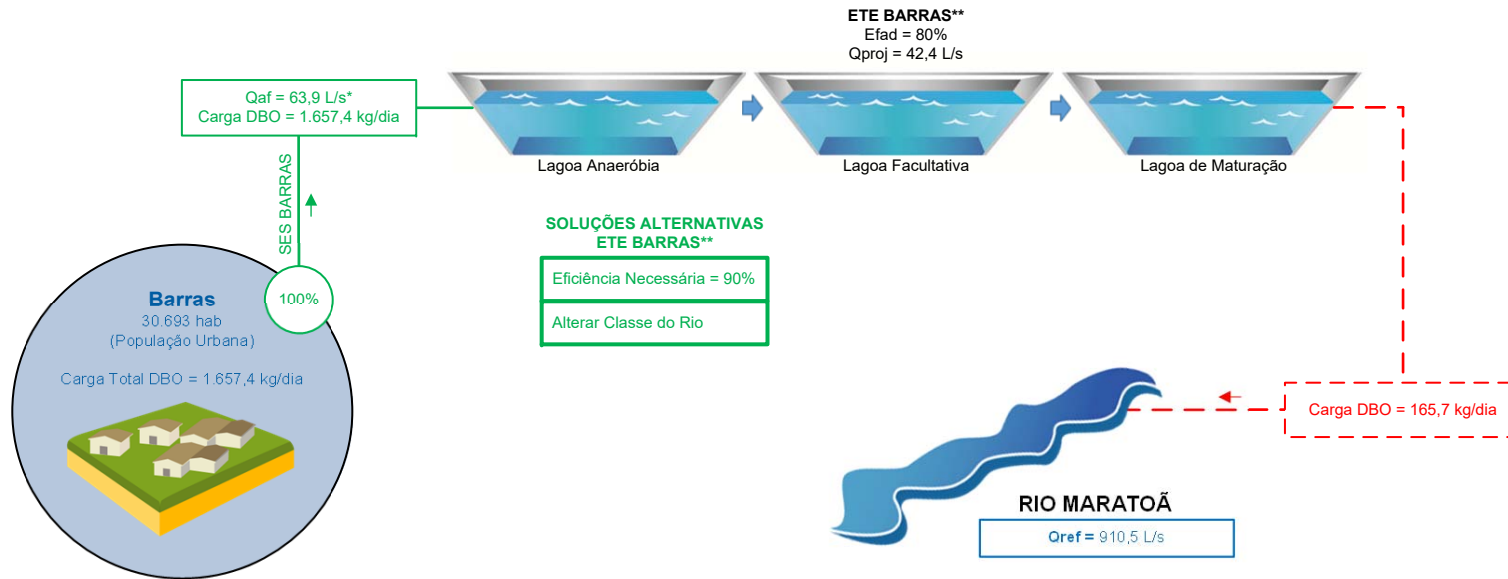 ETE BARRAS**
Efad = 80%
Qproj = 42,4 L/s
Qaf = 63,9 L/s*
Carga DBO = 1.657,4 kg/dia
Lagoa Anaeróbia
Lagoa Facultativa
Lagoa de Maturação
SES BARRAS
SOLUÇÕES ALTERNATIVAS
ETE BARRAS**
Eficiência Necessária = 90%
Alterar Classe do Rio
100%
Barras
30.693 hab
(População Urbana)
Carga Total DBO = 1.657,4 kg/dia
Carga DBO = 165,7 kg/dia
RIO MARATOÃ
Qref = 910,5 L/s